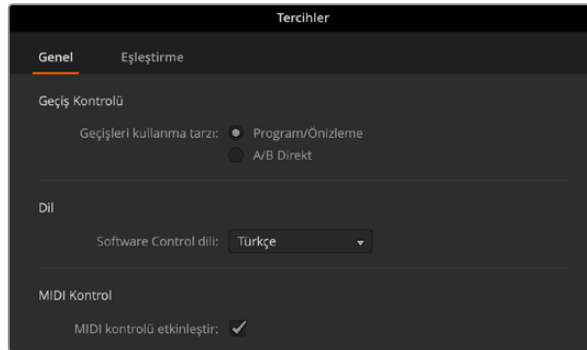 Tercihler
Genel Eşleştirme
Geçiş Kontrolü
Geçişleri kullanma tarzı: Program/Önizleme
A/B Direkt
Dil
Software Control dili: Türkçe
MIDI Kontrol
MIDI kontrolü etkinleştir: